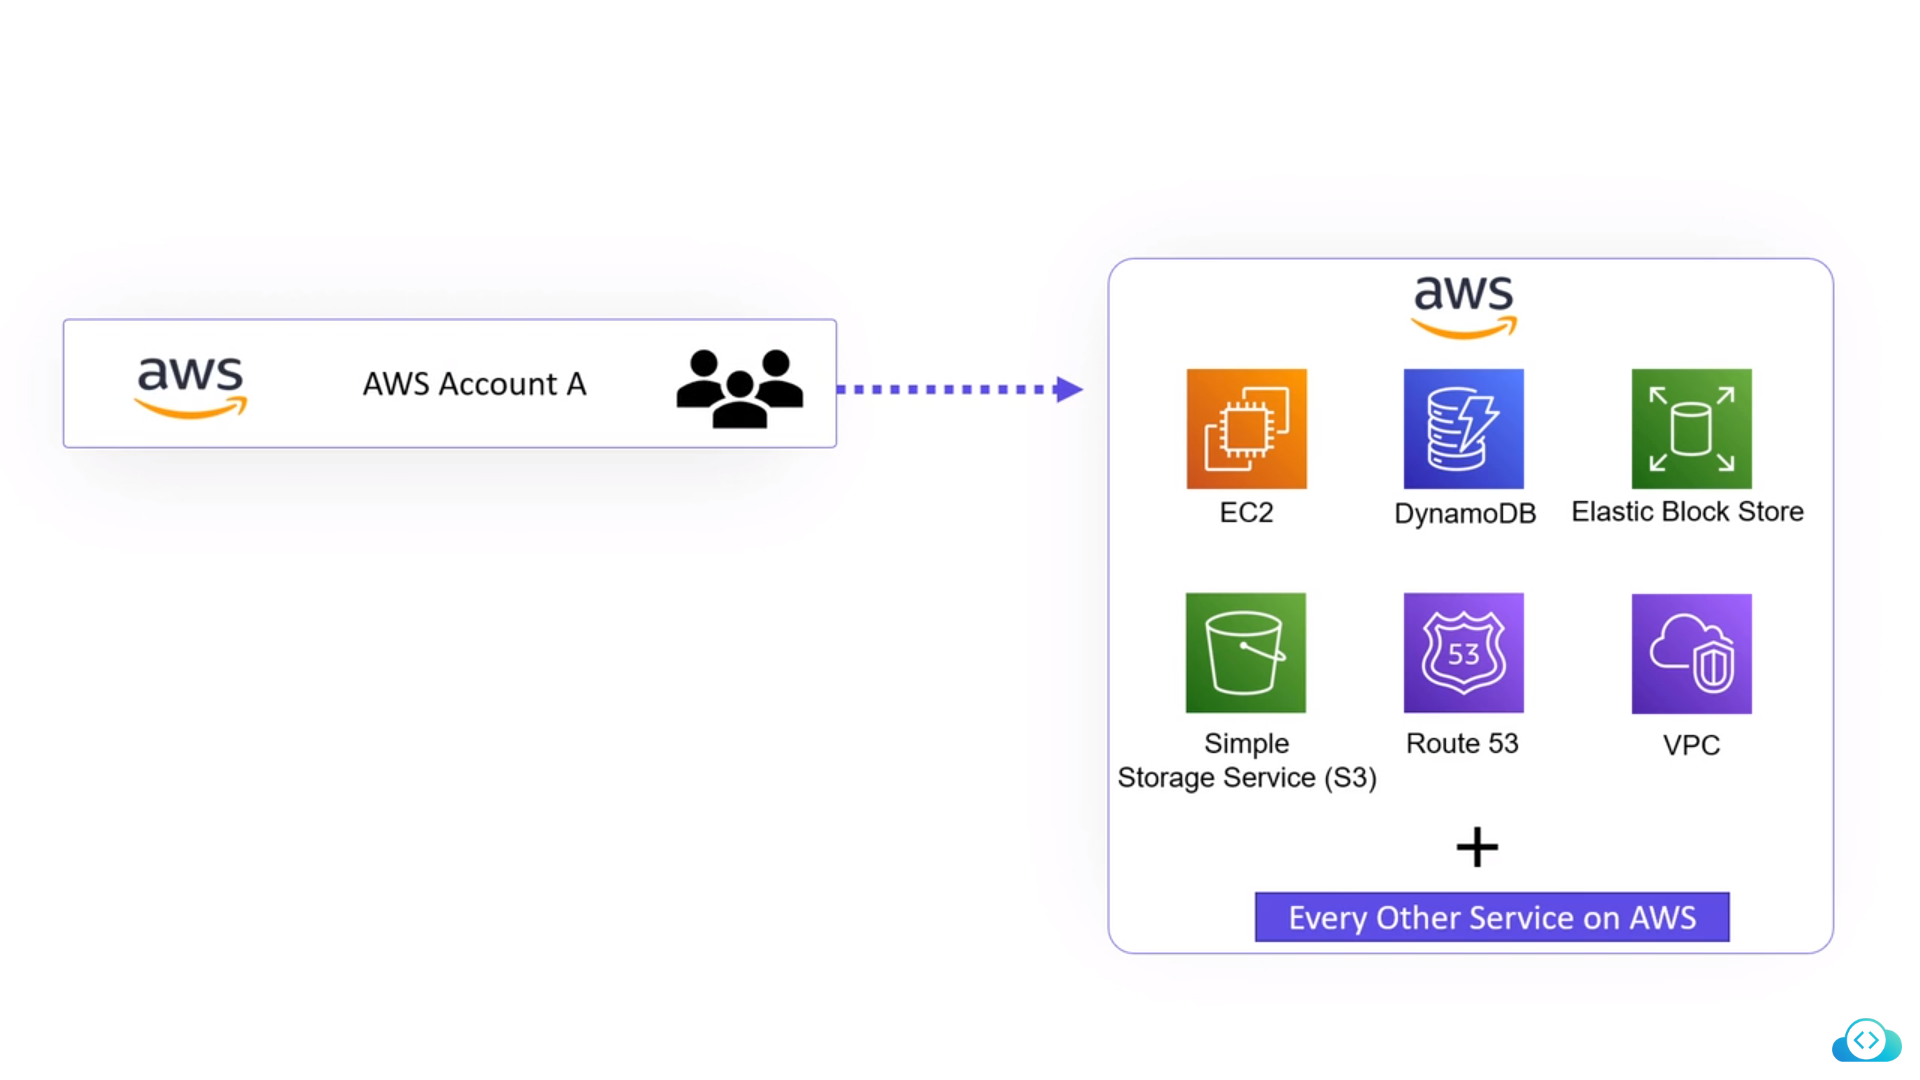 aws
AWS Account A
aws
EC2
DynamoDB
Elastic Block Store
53
Simple
Storage Service (S3)
Route 53
VPC
+
Every Other Service on AWS